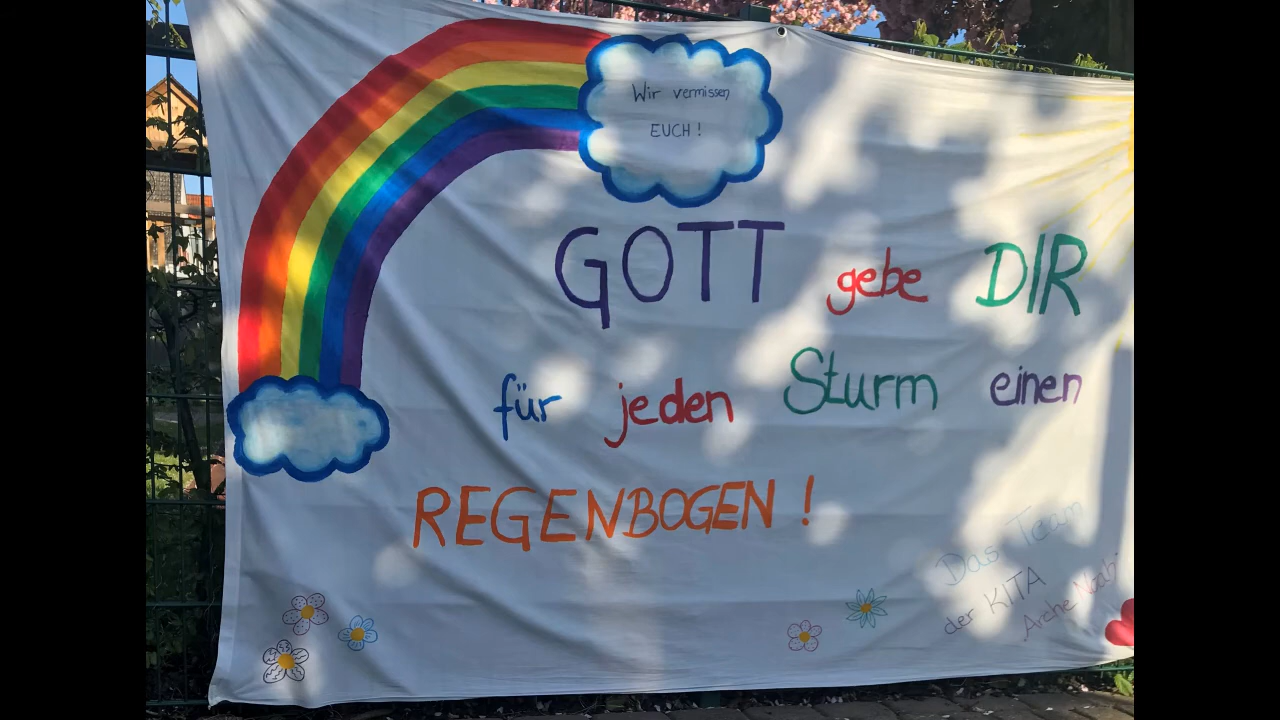 Wir vermissen
EUCH!
GOTT gebe DIR
für jeden Sturm einen
REGENBOGEN!
Das Team
der KITA
Arche Noah